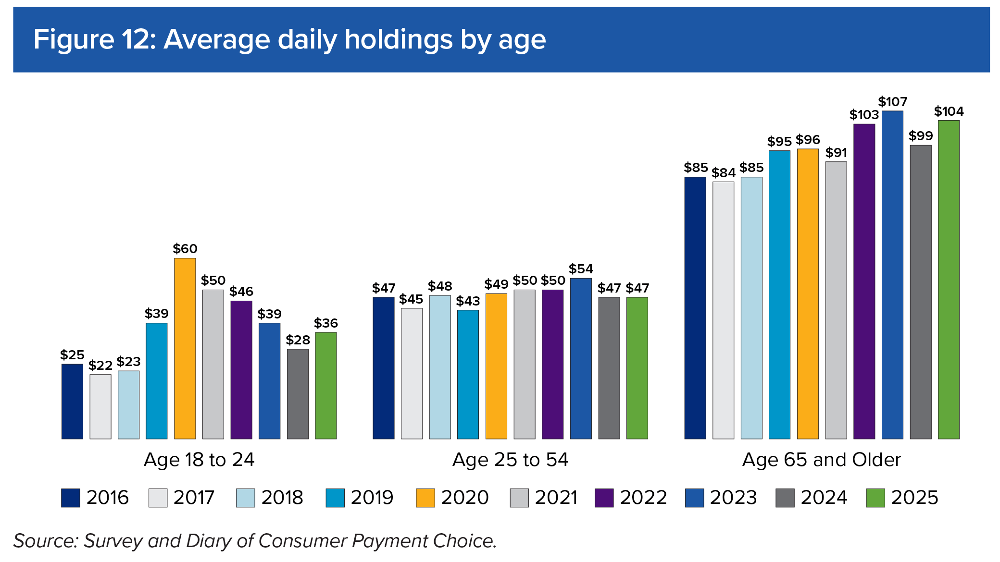 Figure 12: Average daily holdings by age
$25 $22 $23 $39 $60 $50 $46 $39 $28 $36
$47 $45 $48 $43 $49 $50 $50 $54 $47 $47
$85 $84 $85 $95 $96 $91 $103 $107 $99 $104
Age 18 to 24 Age 25 to 54 Age 65 and Older
2016 2017 2018 2019 2020 2021 2022 2023 2024 2025
Source: Survey and Diary of Consumer Payment Choice.